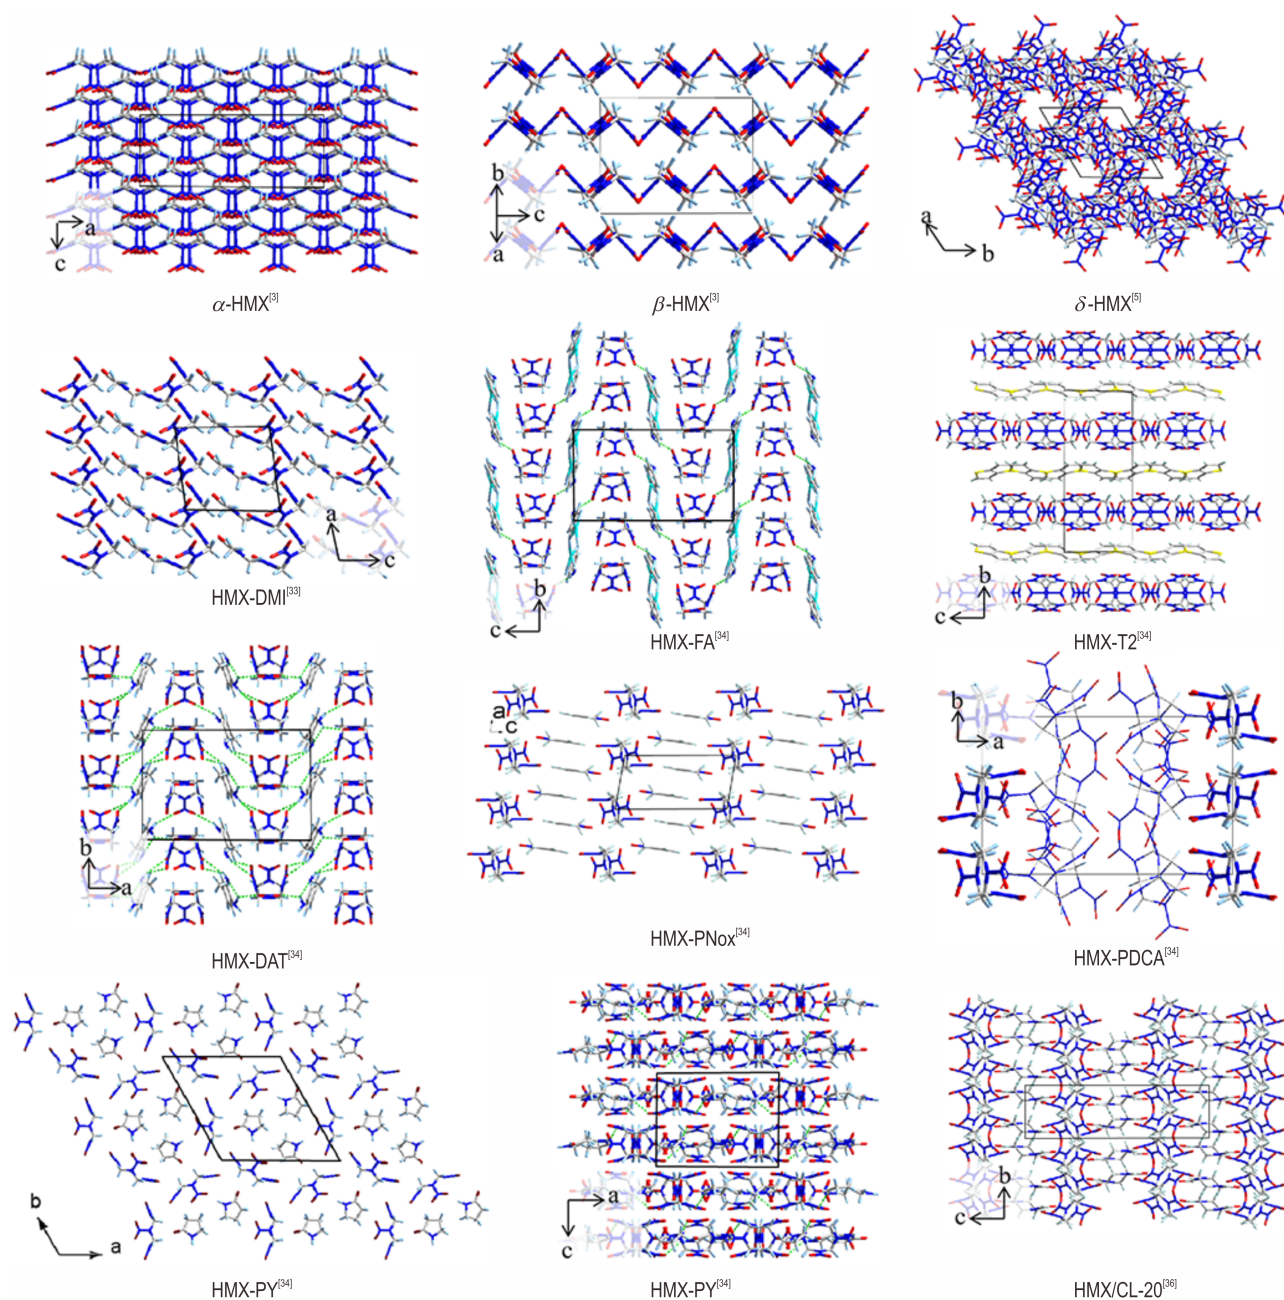 a
c
α-HMX[3]
b
c
a
β-HMX[3]
a
b
δ-HMX[5]
a
c
HMX-DMI[33]
b
c
HMX-FA[34]
b
c
HMX-T2[34]
b
a
HMX-DAT[34]
a
c
HMX-PNox[34]
b
a
HMX-PDCA[34]
b
a
HMX-PY[34]
a
c
HMX-PY[34]
b
c
HMX/CL-20[36]